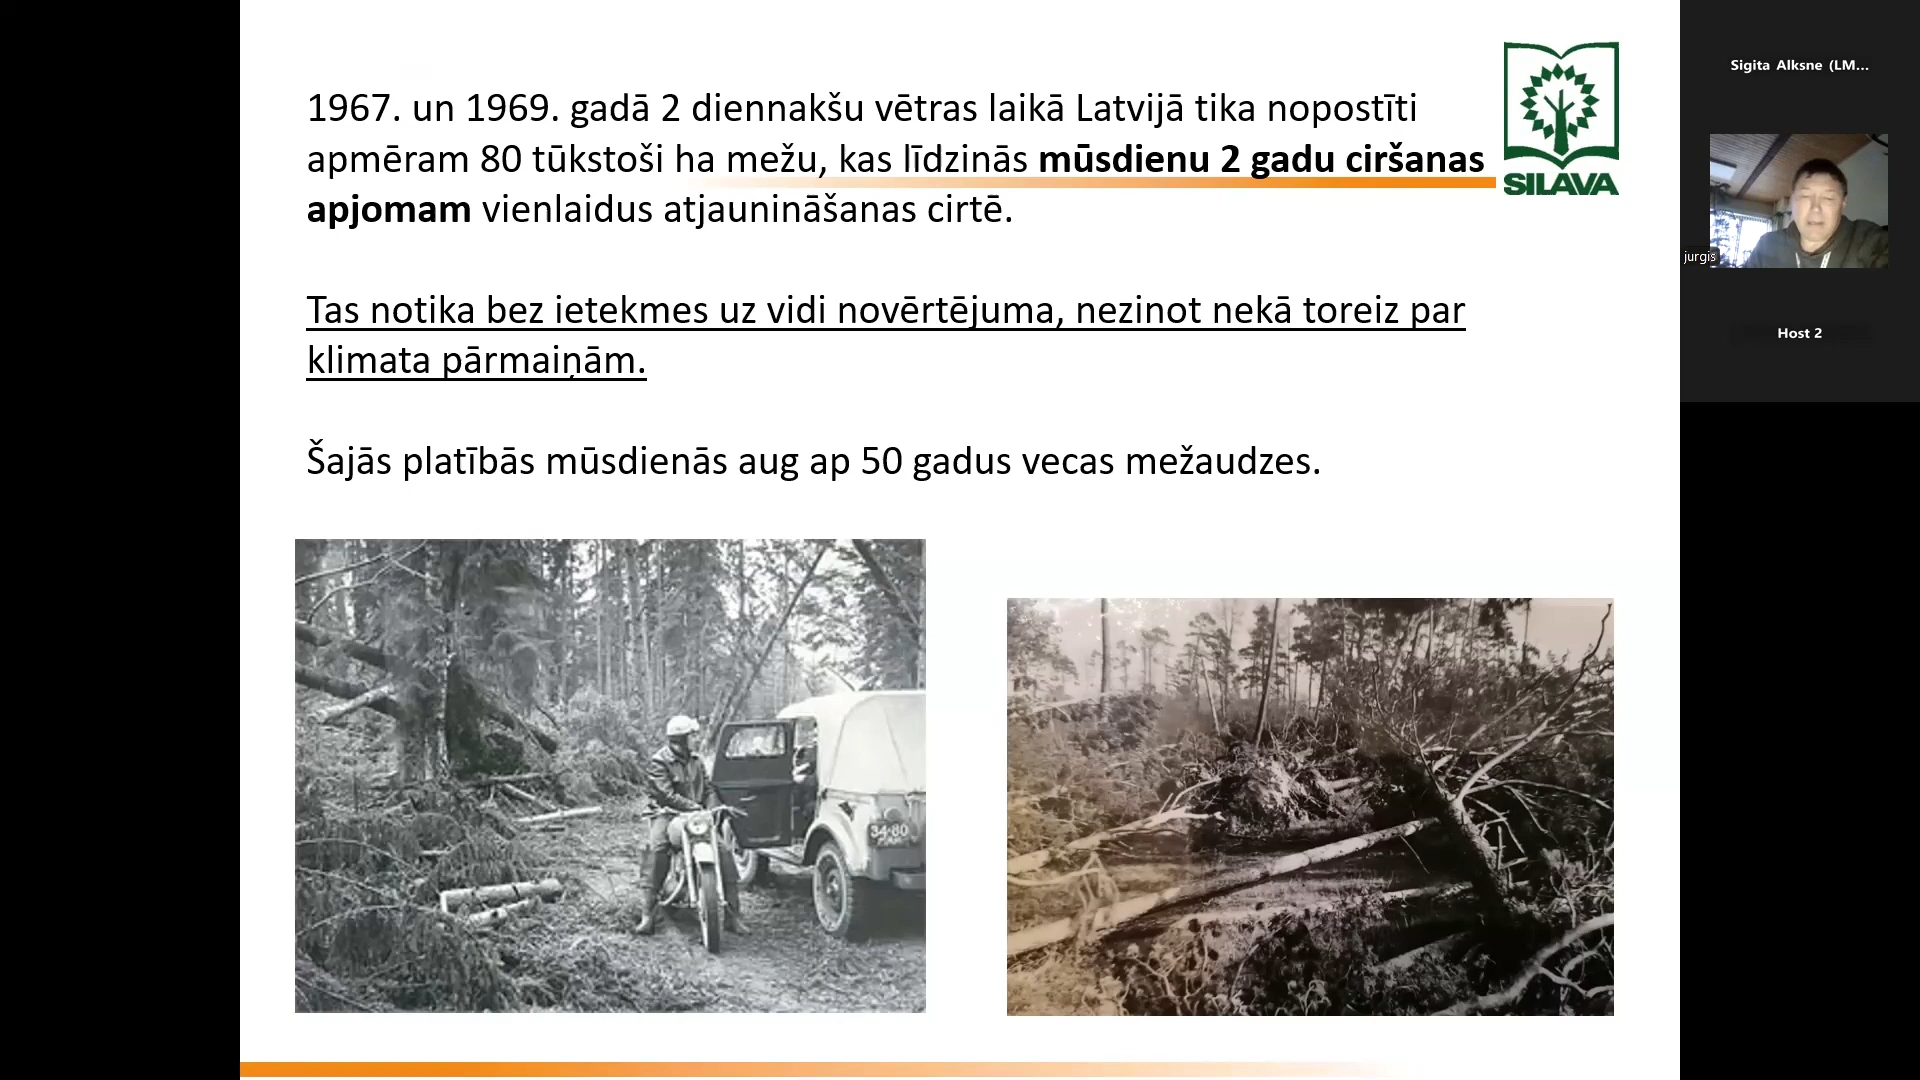 1967. un 1969. gadā 2 diennakšu vētras laikā Latvijā tika nopostīti
apmēram 80 tūkstoši ha mežu, kas līdzinās mūsdienu 2 gadu ciršanas
apjomam vienlaidus atjaunināšanas cirtē.
Tas notika bez ietekmes uz vidi novērtējuma, nezinot nekā toreiz par
klimata pārmaiņām.
Šajās platībās mūsdienās aug ap 50 gadus vecas mežaudzes.
SILAVA
34-80
Sigita Alksne (LM...
jurgis
Host 2